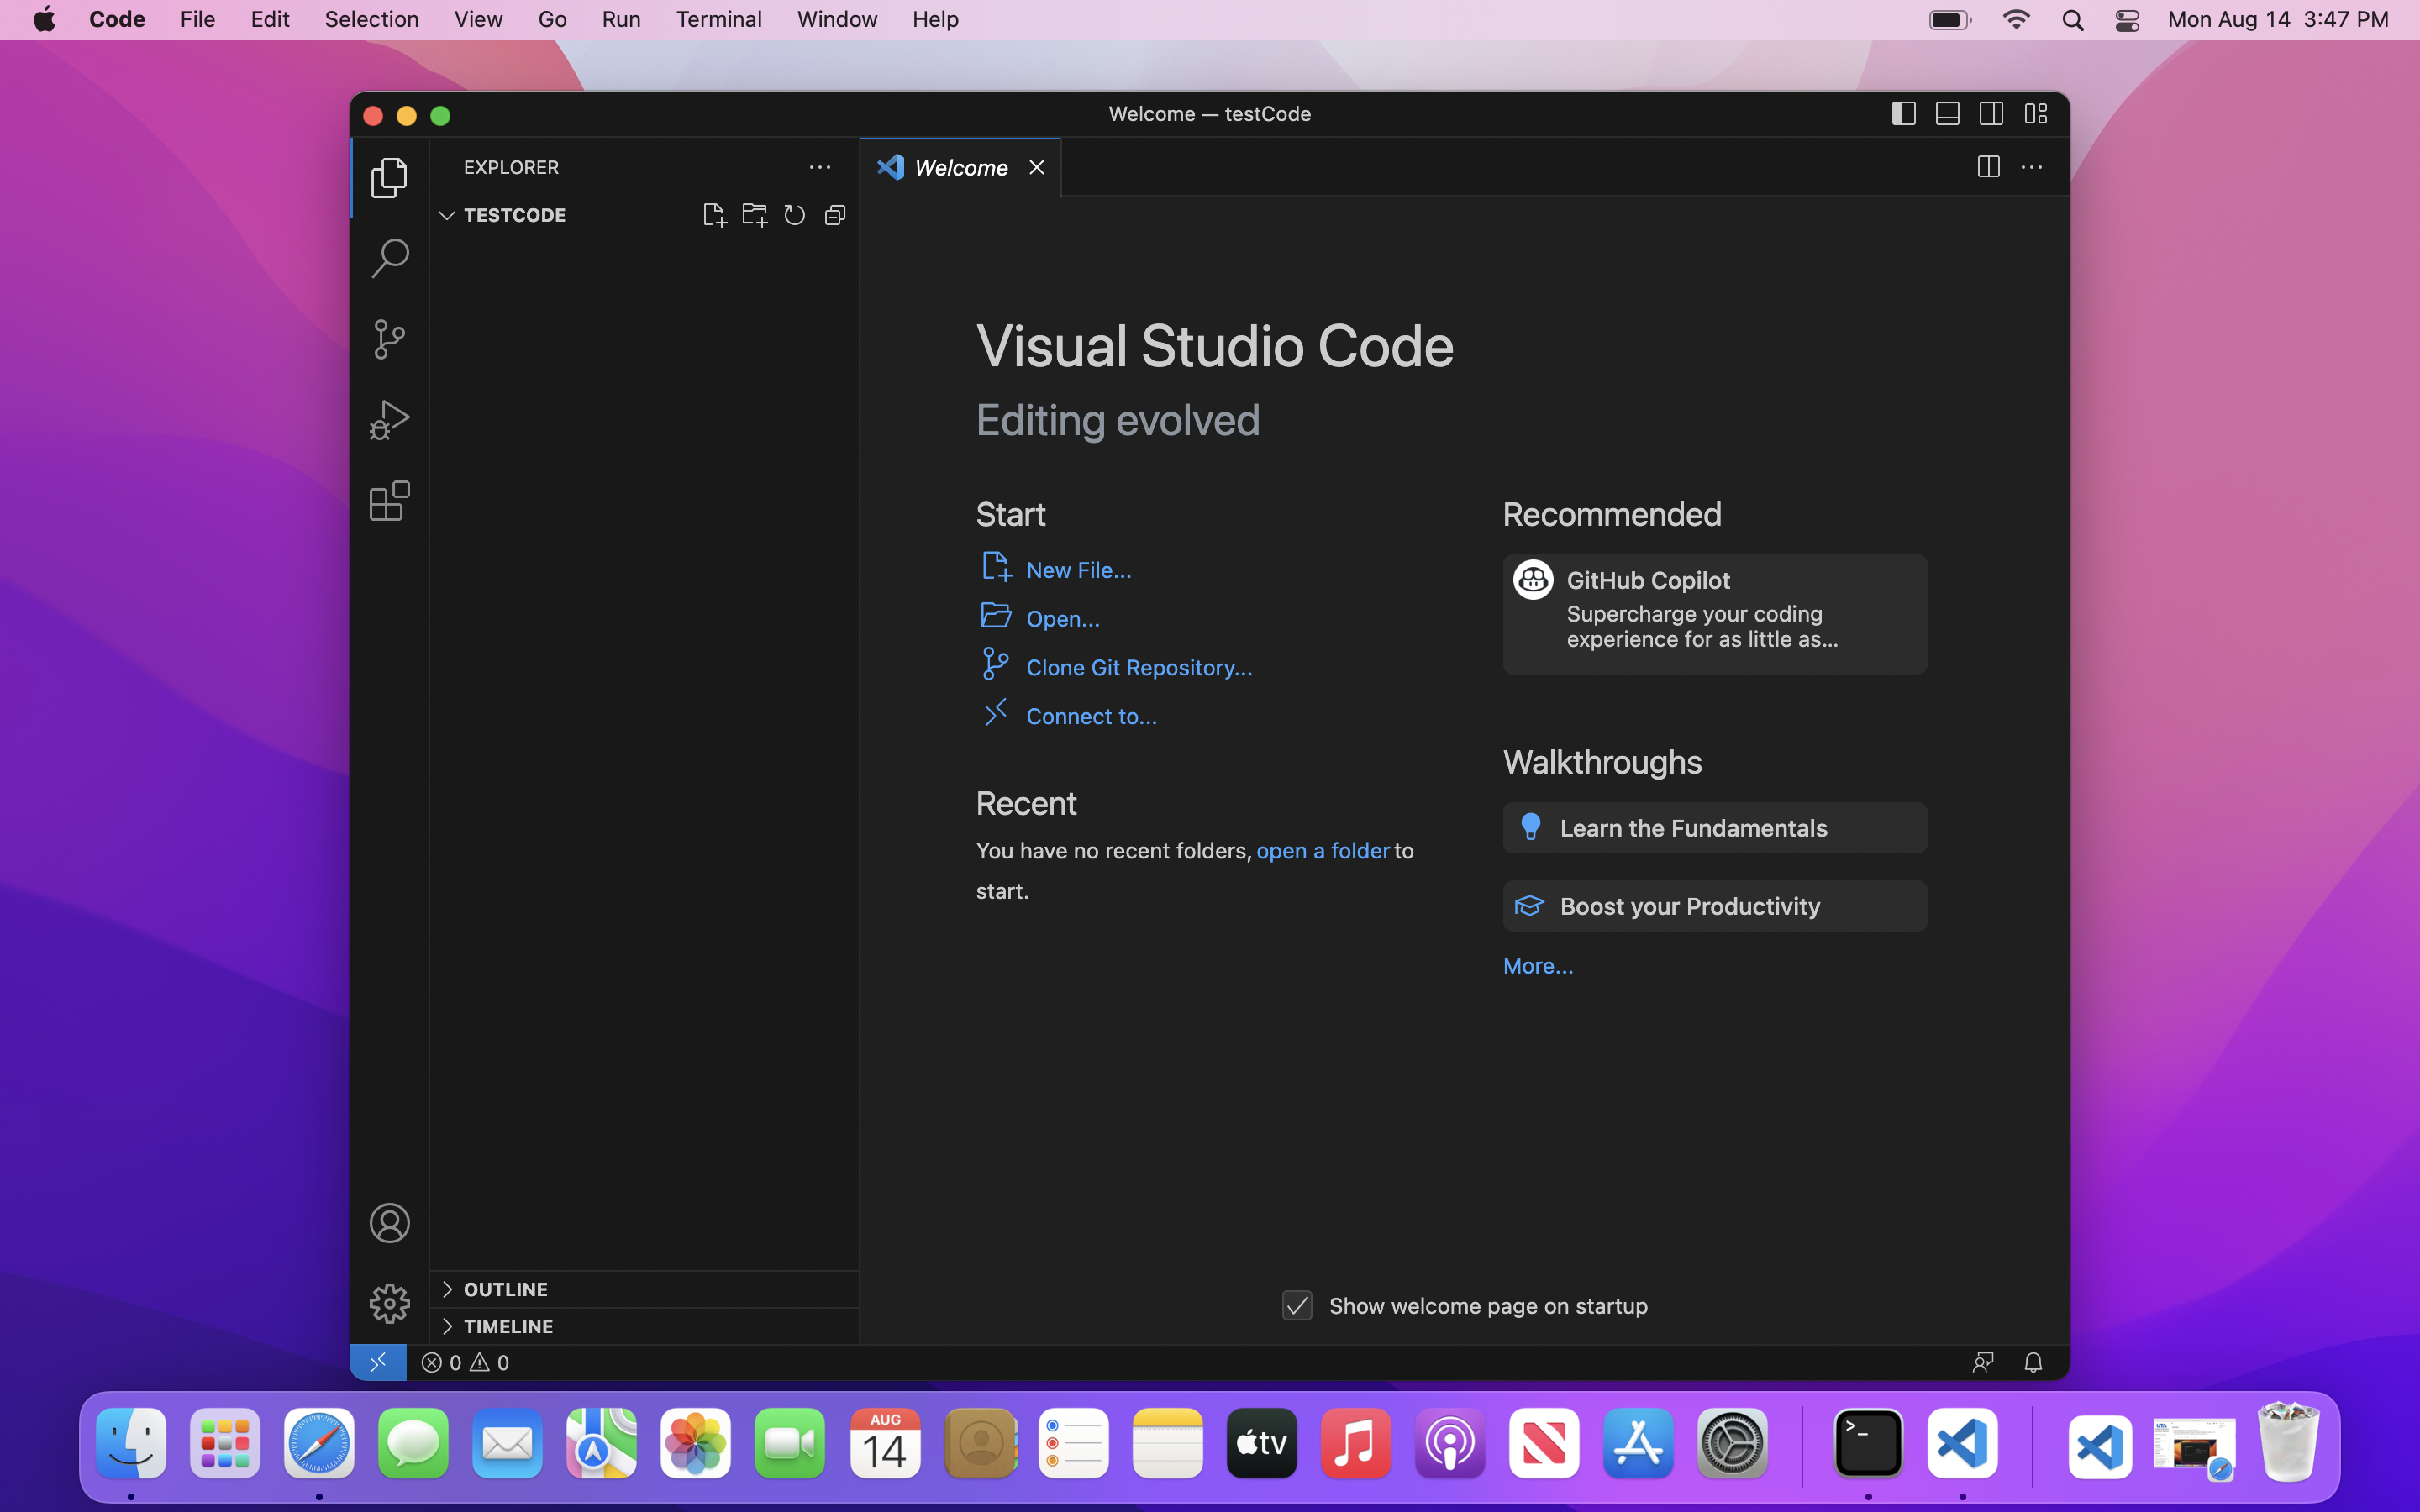 Code File Edit Selection View Go Run Terminal Window Help Mon Aug 14 3:47 PM
Welcome — testCode
EXPLORER
Welcome
TESTCODE
Visual Studio Code
Editing evolved
Start
New File...
Open...
Clone Git Repository...
Connect to...
Recent
You have no recent folders, open a folder to
start.
Recommended
GitHub Copilot
Supercharge your coding
experience for as little as...
Walkthroughs
Learn the Fundamentals
Boost your Productivity
More...
OUTLINE
TIMELINE
Show welcome page on startup
0 0
AUG
14
tv
>_